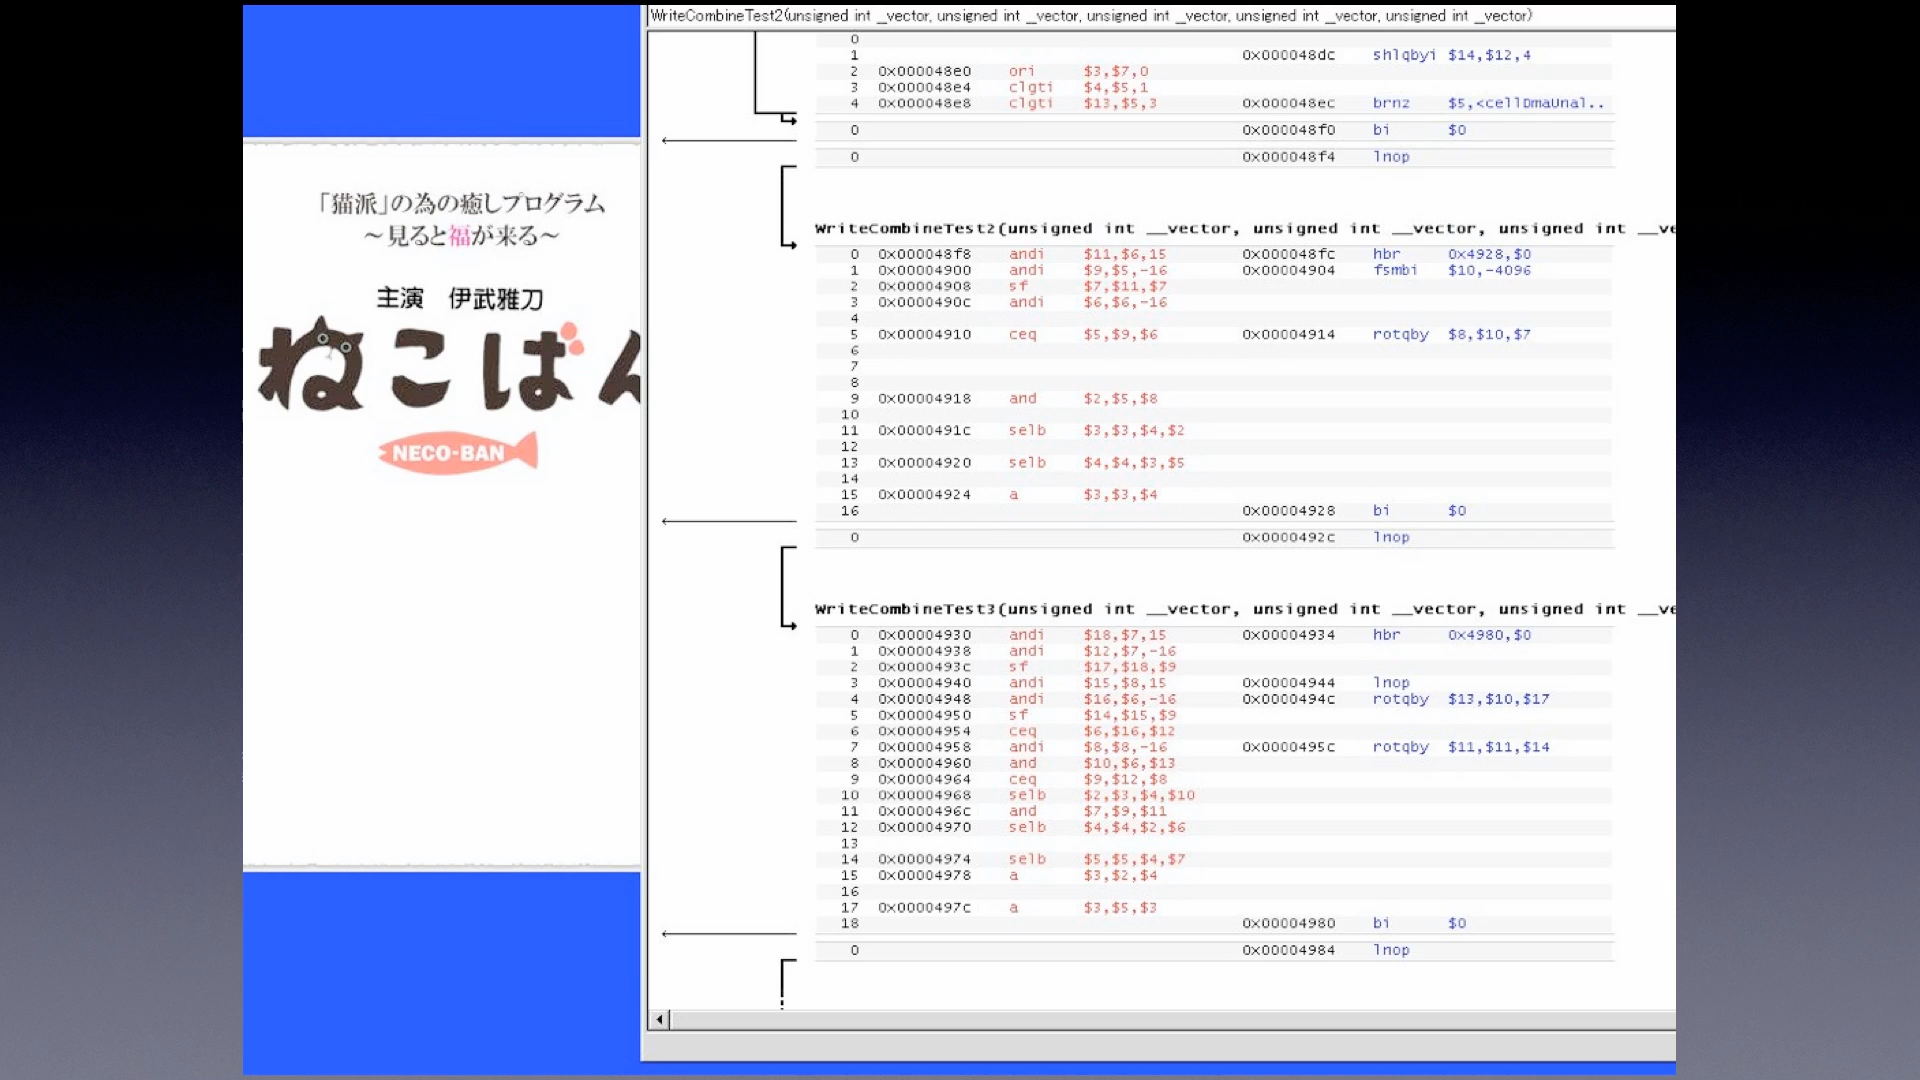 WriteCombineTest2(unsigned int _vector, unsigned int _vector, unsigned int _vector, unsigned int _vector, unsigned int _vector)
「猫派」の為の癒しプログラム
～見ると福が来る～
主演 伊武雅刀
ねこばん
NECO-BAN
0
1 0x000048dc shlqbyi $14,$12,4
2 0x000048e0 ori $3,$7,0
3 0x000048e4 clgti $4,$5,1
4 0x000048e8 clgti $13,$5,3 0x000048ec brnz $5,<cellDmaUnal..
0 0x000048f0 bi $0
0 0x000048f4 lnop
WriteCombineTest2(unsigned int __vector, unsigned int __vector, unsigned int __ve
0 0x000048f8 andi $11,$6,15 0x000048fc hbr 0x4928,$0
1 0x00004900 andi $9,$5,-16 0x00004904 fsmbi $10,-4096
2 0x00004908 sf $7,$11,$7
3 0x0000490c andi $6,$6,-16
4
5 0x00004910 ceq $5,$9,$6 0x00004914 rotqby $8,$10,$7
6
7
8
9 0x00004918 and $2,$5,$8
10
11 0x0000491c selb $3,$3,$4,$2
12
13 0x00004920 selb $4,$4,$3,$5
14
15 0x00004924 a $3,$3,$4
16 0x00004928 bi $0
0 0x0000492c lnop
WriteCombineTest3(unsigned int __vector, unsigned int __vector, unsigned int __ve
0 0x00004930 andi $18,$7,15 0x00004934 hbr 0x4980,$0
1 0x00004938 andi $12,$7,-16
2 0x0000493c sf $17,$18,$9
3 0x00004940 andi $15,$8,15 0x00004944 lnop
4 0x00004948 andi $16,$6,-16 0x0000494c rotqby $13,$10,$17
5 0x00004950 sf $14,$15,$9
6 0x00004954 ceq $6,$16,$12
7 0x00004958 andi $8,$8,-16 0x0000495c rotqby $11,$11,$14
8 0x00004960 and $10,$6,$13
9 0x00004964 ceq $9,$12,$8
10 0x00004968 selb $2,$3,$4,$10
11 0x0000496c and $7,$9,$11
12 0x00004970 selb $4,$4,$2,$6
13
14 0x00004974 selb $5,$5,$4,$7
15 0x00004978 a $3,$2,$4
16
17 0x0000497c a $3,$5,$3
18 0x00004980 bi $0
0 0x00004984 lnop